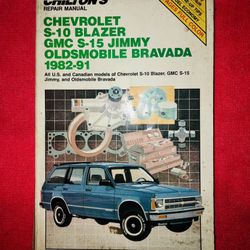 CHILTON'S
REPAIR MANUAL
CHEVROLET
S-10 BLAZER
GMC S-15 JIMMY
OLDSMOBILE BRAVADA
1982-91
All U.S. and Canadian models of Chevrolet S-10 Blazer, GMC S-15
Jimmy, and Oldsmobile Bravada